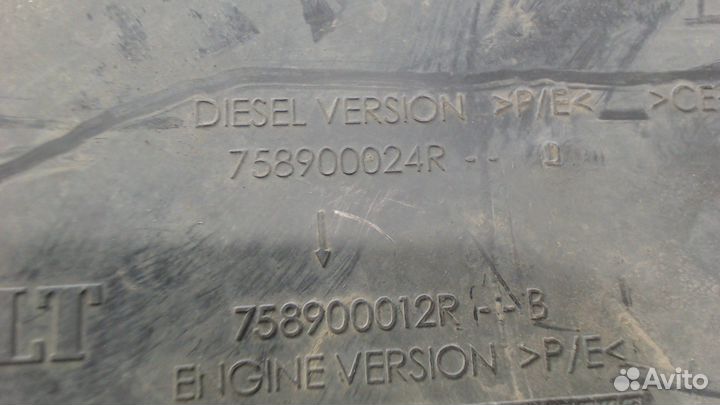 DIESEL VERSION >P/E< >CE
758900024R -- D
LT
758900012R -- B
ENGINE VERSION >P/E<
Avito